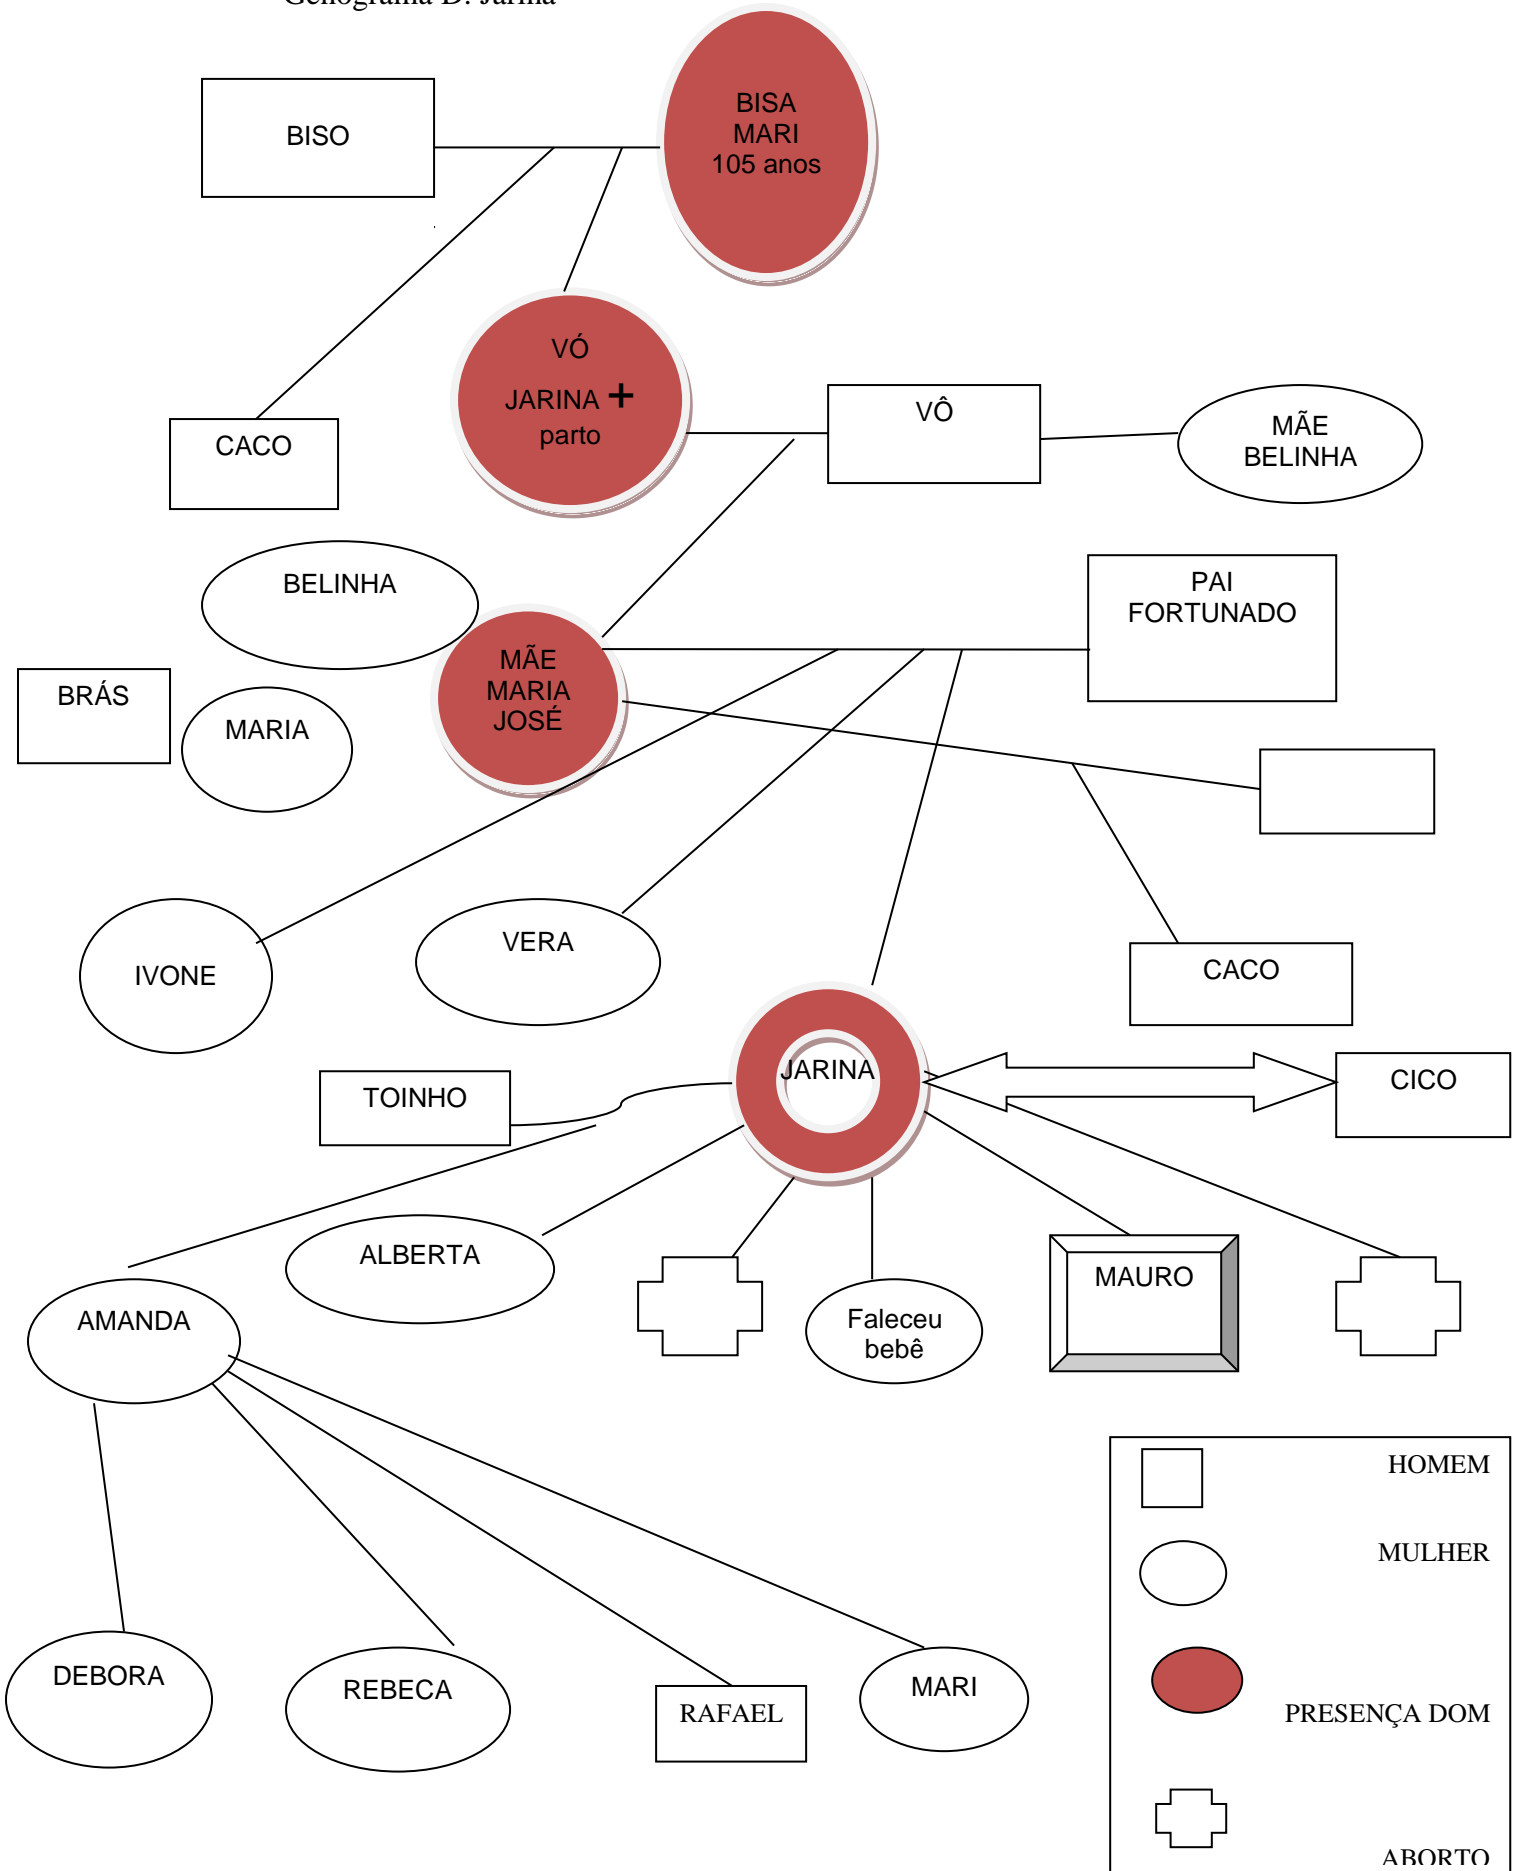 Genograma D. Jarina
BISO
BISA
MARI
105 anos
VÓ
JARINA +
parto
VÔ
MÃE
BELINHA
CACO
BELINHA
PAI
FORTUNADO
BRÁS
MARIA
MÃE
MARIA
JOSÉ
IVONE
VERA
CACO
JARINA
TOINHO
CICO
ALBERTA
AMANDA
Faleceu
bebê
MAURO
HOMEM
MULHER
DEBORA
REBECA
RAFAEL
MARI
PRESENÇA DOM
ABORTO